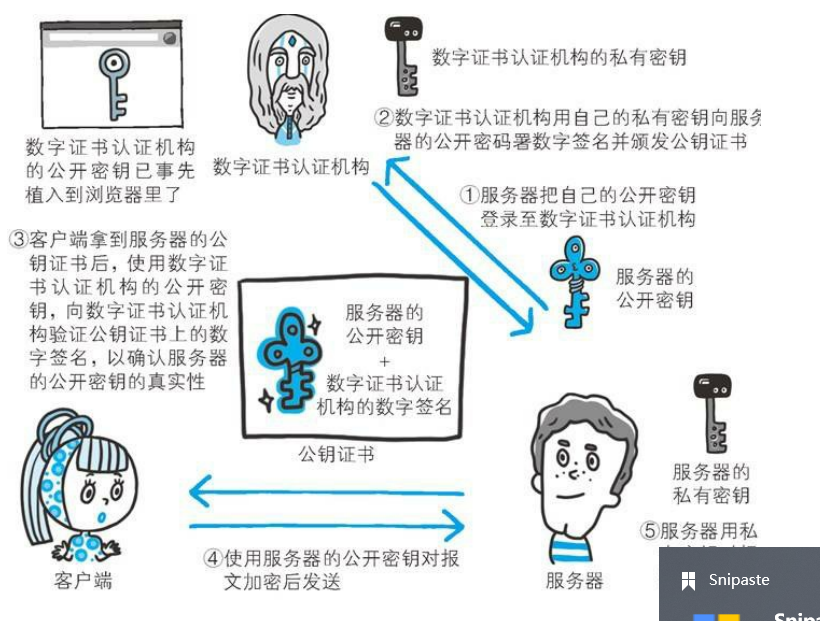 数字证书认证机构
的公开密钥已事先
植入到浏览器里了
数字证书认证机构
数字证书认证机构的私有密钥
②数字证书认证机构用自己的私有密钥向服务
器的公开密码署数字签名并颁发公钥证书
①服务器把自己的公开密钥
登录至数字证书认证机构
服务器的
公开密钥
③客户端拿到服务器的公
钥证书后，使用数字证
书认证机构的公开密
钥，向数字证书认证机
构验证公钥证书上的数
字签名，以确认服务器
的公开密钥的真实性
服务器的
公开密钥
+
数字证书认证
机构的数字签名
公钥证书
服务器的
私有密钥
④使用服务器的公开密钥对报
文加密后发送
客户端
服务器
⑤服务器用私
Snipaste